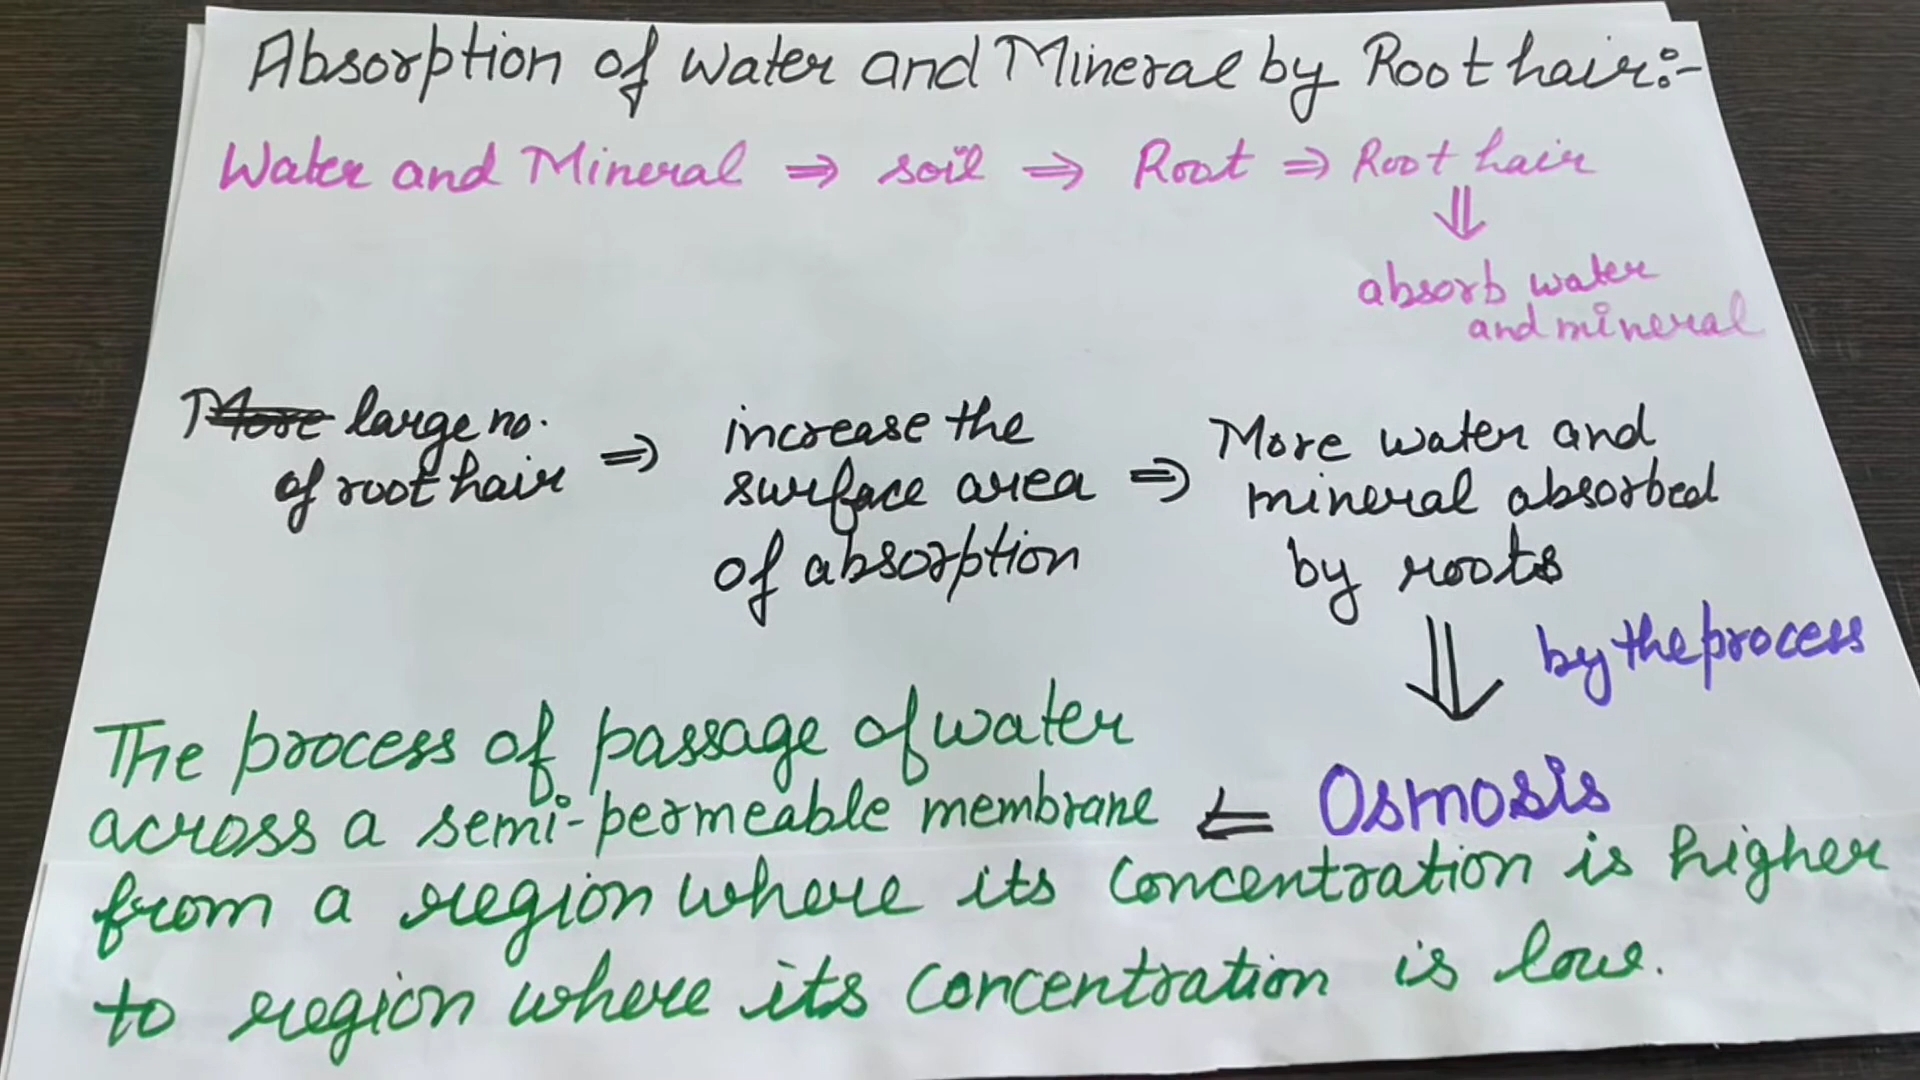 Absorption of Water and Mineral by Root hair:-
Water and Mineral ⇒ soil ⇒ Root ⇒ Root hair
⇓
absorb water
and mineral
More large no.
of root hair ⇒
increase the
surface area ⇒
of absorption
More water and
mineral absorbed
by roots
⇓ by the process
Osmosis
⇐
The process of passage of water
across a semi-permeable membrane
from a region where its concentration is higher
to region where its concentration is low.